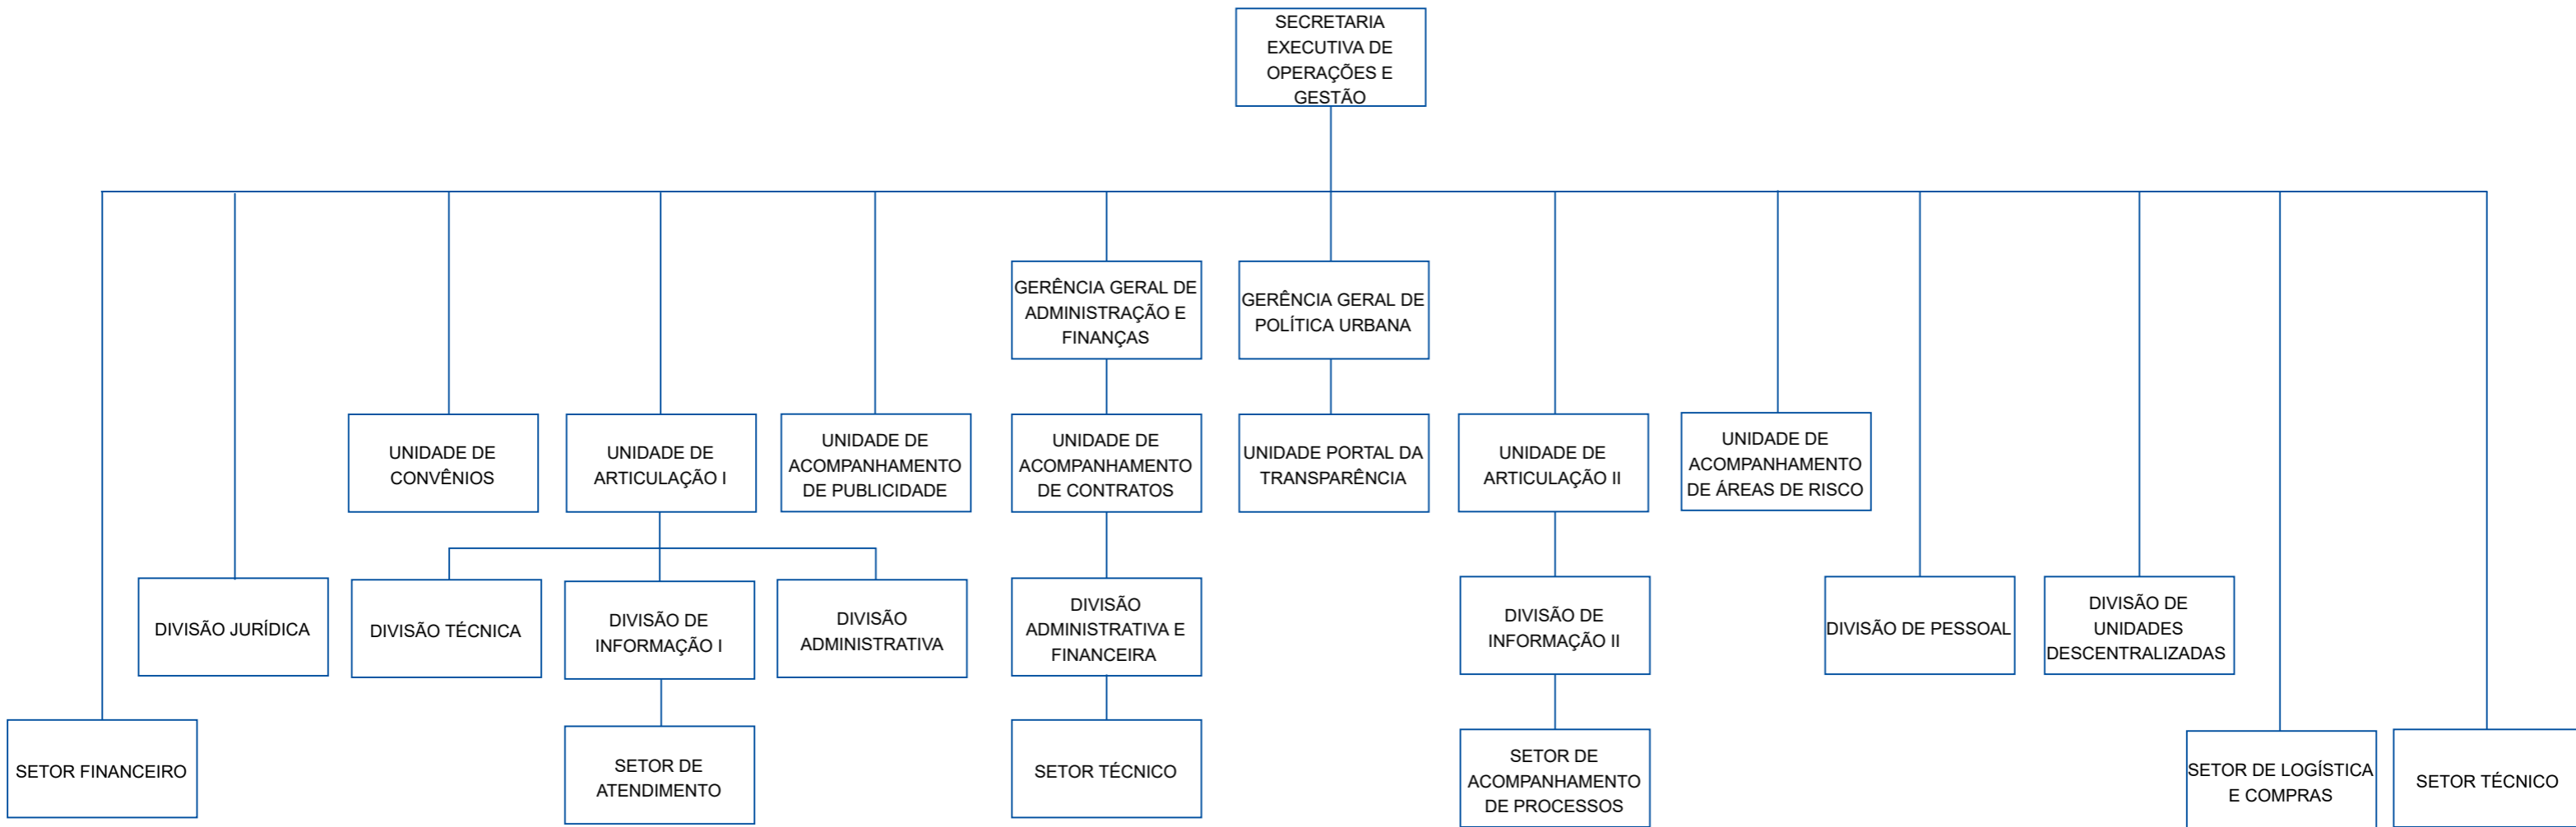 SECRETARIA
EXECUTIVA DE
OPERAÇÕES E
GESTÃO
GERÊNCIA GERAL DE
ADMINISTRAÇÃO E
FINANÇAS
GERÊNCIA GERAL DE
POLÍTICA URBANA
UNIDADE DE
CONVÊNIOS
UNIDADE DE
ARTICULAÇÃO I
UNIDADE DE
ACOMPANHAMENTO
DE PUBLICIDADE
UNIDADE DE
ACOMPANHAMENTO
DE CONTRATOS
UNIDADE PORTAL DA
TRANSPARÊNCIA
UNIDADE DE
ARTICULAÇÃO II
UNIDADE DE
ACOMPANHAMENTO
DE ÁREAS DE RISCO
DIVISÃO JURÍDICA
DIVISÃO TÉCNICA
DIVISÃO DE
INFORMAÇÃO I
DIVISÃO
ADMINISTRATIVA
DIVISÃO
ADMINISTRATIVA E
FINANCEIRA
DIVISÃO DE
INFORMAÇÃO II
DIVISÃO DE PESSOAL
DIVISÃO DE
UNIDADES
DESCENTRALIZADAS
SETOR FINANCEIRO
SETOR DE
ATENDIMENTO
SETOR TÉCNICO
SETOR DE
ACOMPANHAMENTO
DE PROCESSOS
SETOR DE LOGÍSTICA
E COMPRAS
SETOR TÉCNICO